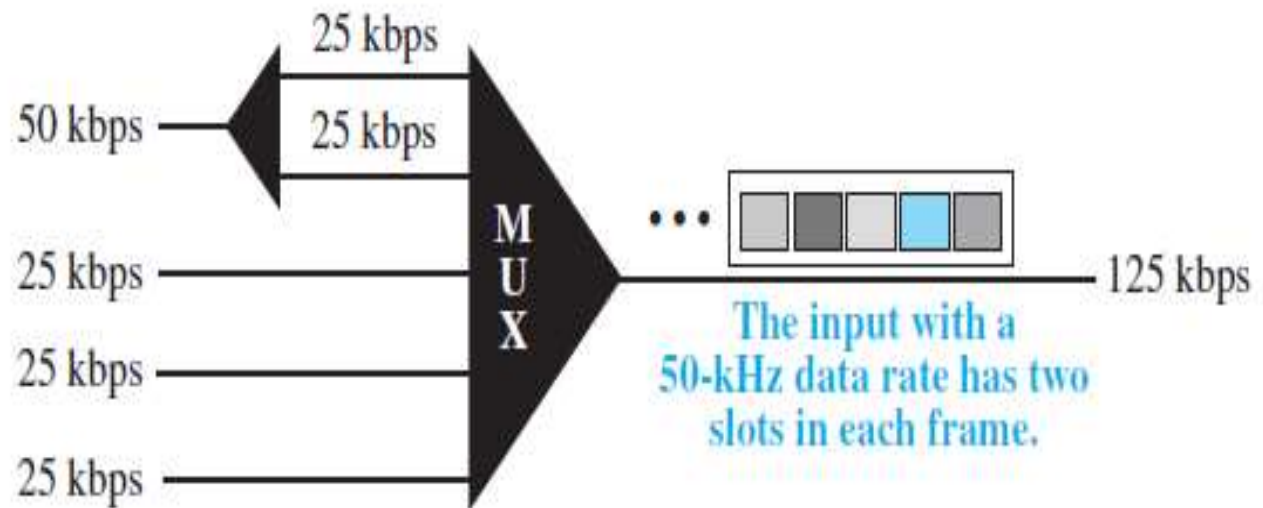 25 kbps
50 kbps
25 kbps
MUX
25 kbps
125 kbps
The input with a
50-kHz data rate has two
slots in each frame.
25 kbps
25 kbps